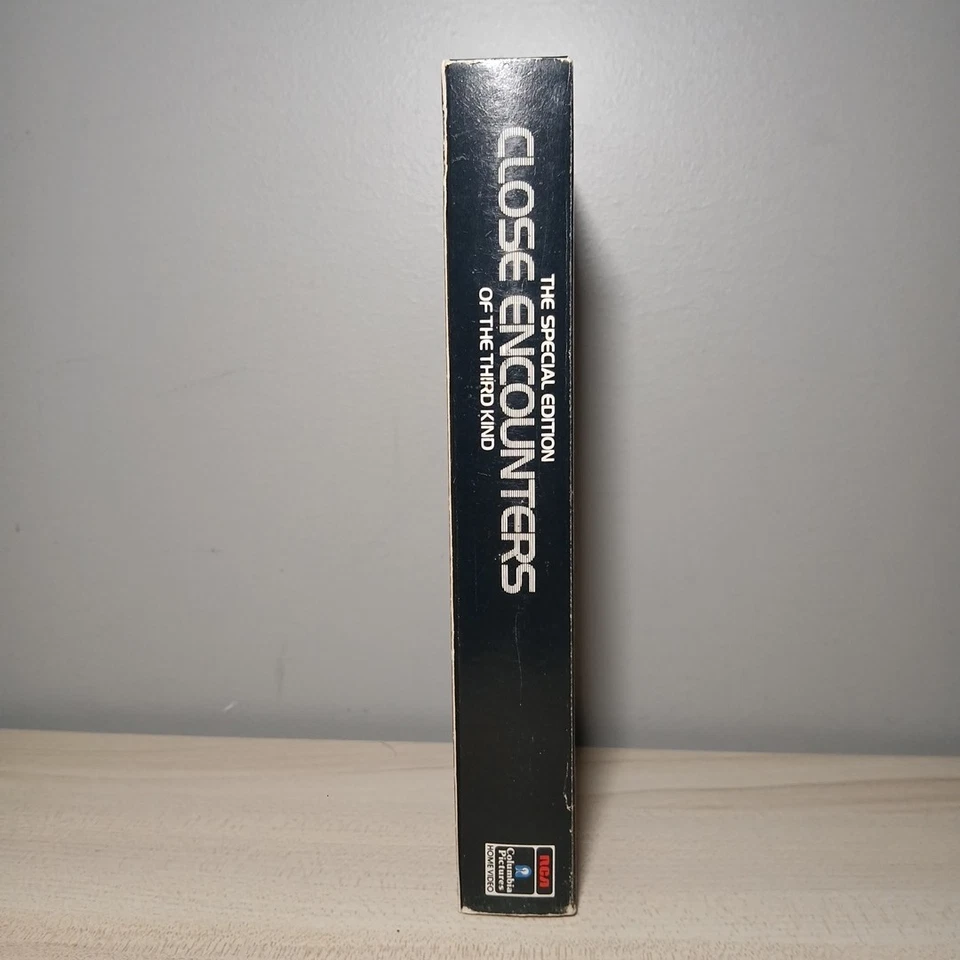 THE SPECIAL EDITION
CLOSE ENCOUNTERS
OF THE THIRD KIND
RCA
Columbia
Pictures
HOME VIDEO